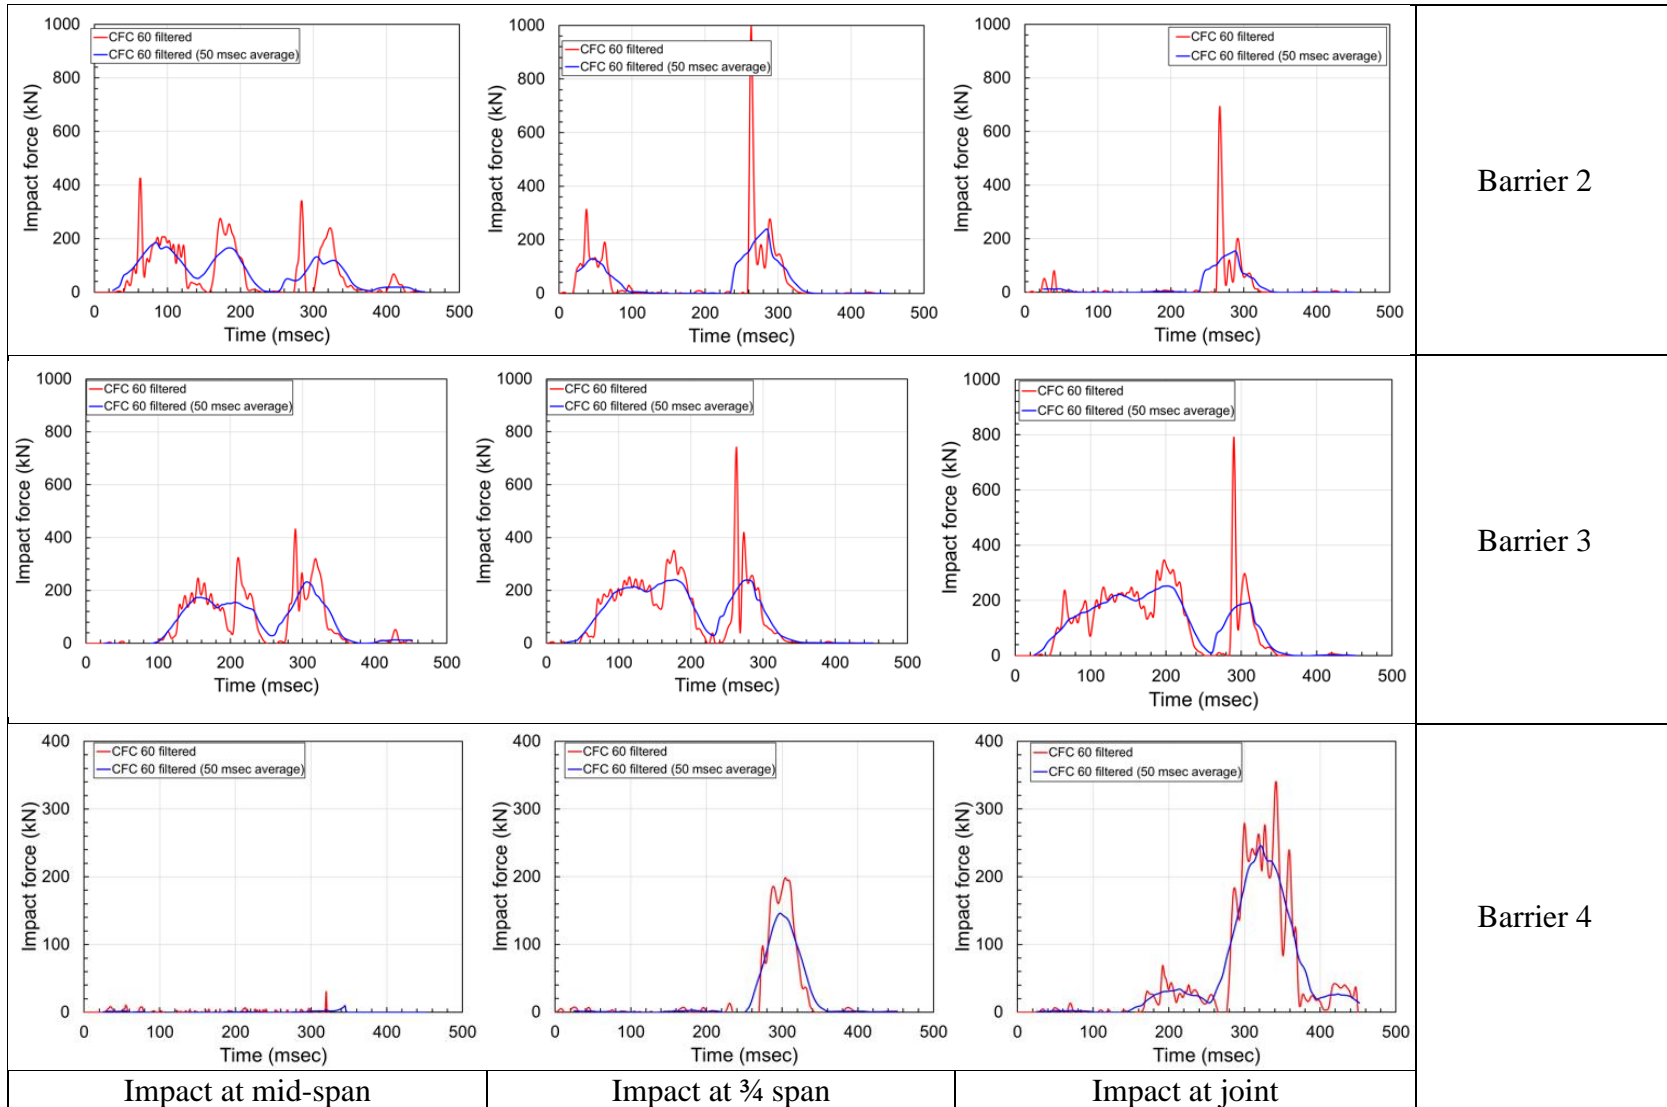 1000
800
600
400
200
0
Impact force (kN)
CFC 60 filtered
CFC 60 filtered (50 msec average)
0 100 200 300 400 500
Time (msec)
1000
800
600
400
200
0
Impact force (kN)
CFC 60 filtered
CFC 60 filtered (50 msec average)
0 100 200 300 400 500
Time (msec)
1000
800
600
400
200
0
Impact force (kN)
CFC 60 filtered
CFC 60 filtered (50 msec average)
0 100 200 300 400 500
Time (msec)
Barrier 2
1000
800
600
400
200
0
Impact force (kN)
CFC 60 filtered
CFC 60 filtered (50 msec average)
0 100 200 300 400 500
Time (msec)
1000
800
600
400
200
0
Impact force (kN)
CFC 60 filtered
CFC 60 filtered (50 msec average)
0 100 200 300 400 500
Time (msec)
1000
800
600
400
200
0
Impact force (kN)
CFC 60 filtered
CFC 60 filtered (50 msec average)
0 100 200 300 400 500
Time (msec)
Barrier 3
400
300
200
100
0
Impact force (kN)
CFC 60 filtered
CFC 60 filtered (50 msec average)
0 100 200 300 400 500
Time (msec)
400
300
200
100
0
Impact force (kN)
CFC 60 filtered
CFC 60 filtered (50 msec average)
0 100 200 300 400 500
Time (msec)
400
300
200
100
0
Impact force (kN)
CFC 60 filtered
CFC 60 filtered (50 msec average)
0 100 200 300 400 500
Time (msec)
Barrier 4
Impact at mid-span
Impact at ¾ span
Impact at joint